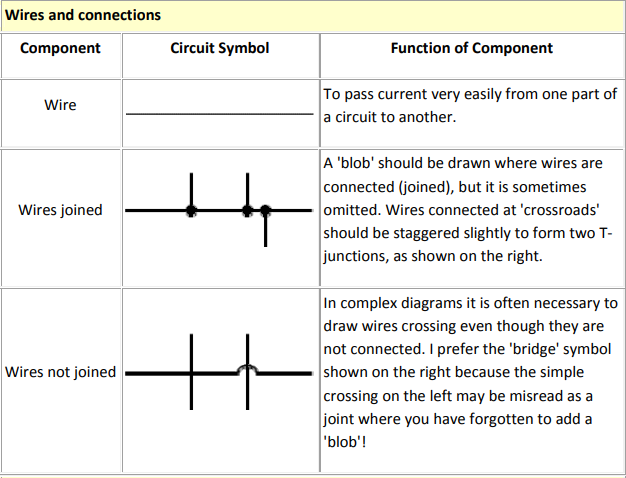 Wires and connections
Component
Circuit Symbol
Function of Component
Wire
To pass current very easily from one part of
a circuit to another.
Wires joined
A 'blob' should be drawn where wires are
connected (joined), but it is sometimes
omitted. Wires connected at 'crossroads'
should be staggered slightly to form two T-
junctions, as shown on the right.
Wires not joined
In complex diagrams it is often necessary to
draw wires crossing even though they are
not connected. I prefer the 'bridge' symbol
shown on the right because the simple
crossing on the left may be misread as a
joint where you have forgotten to add a
'blob'!